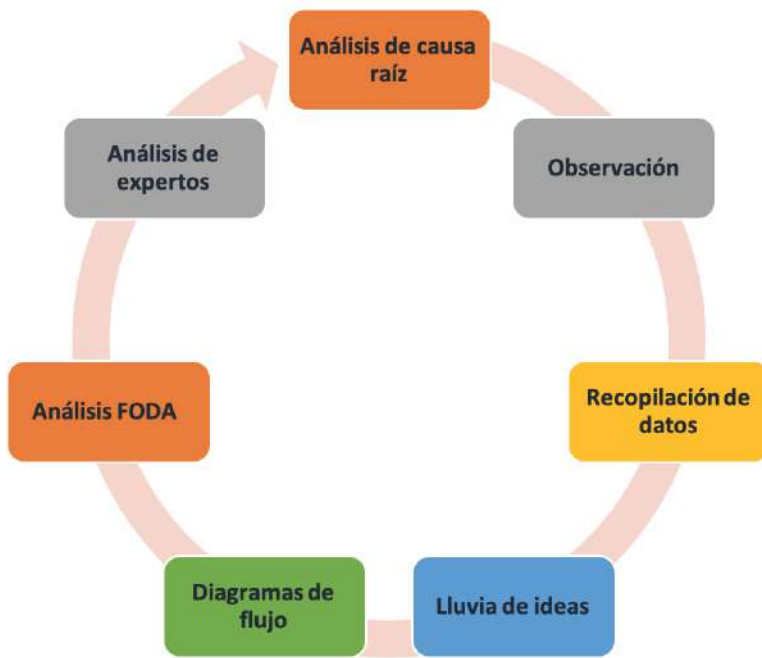 Análisis de causa
raíz
Observación
Recopilación de
datos
Lluvia de ideas
Diagramas de
flujo
Análisis FODA
Análisis de
expertos